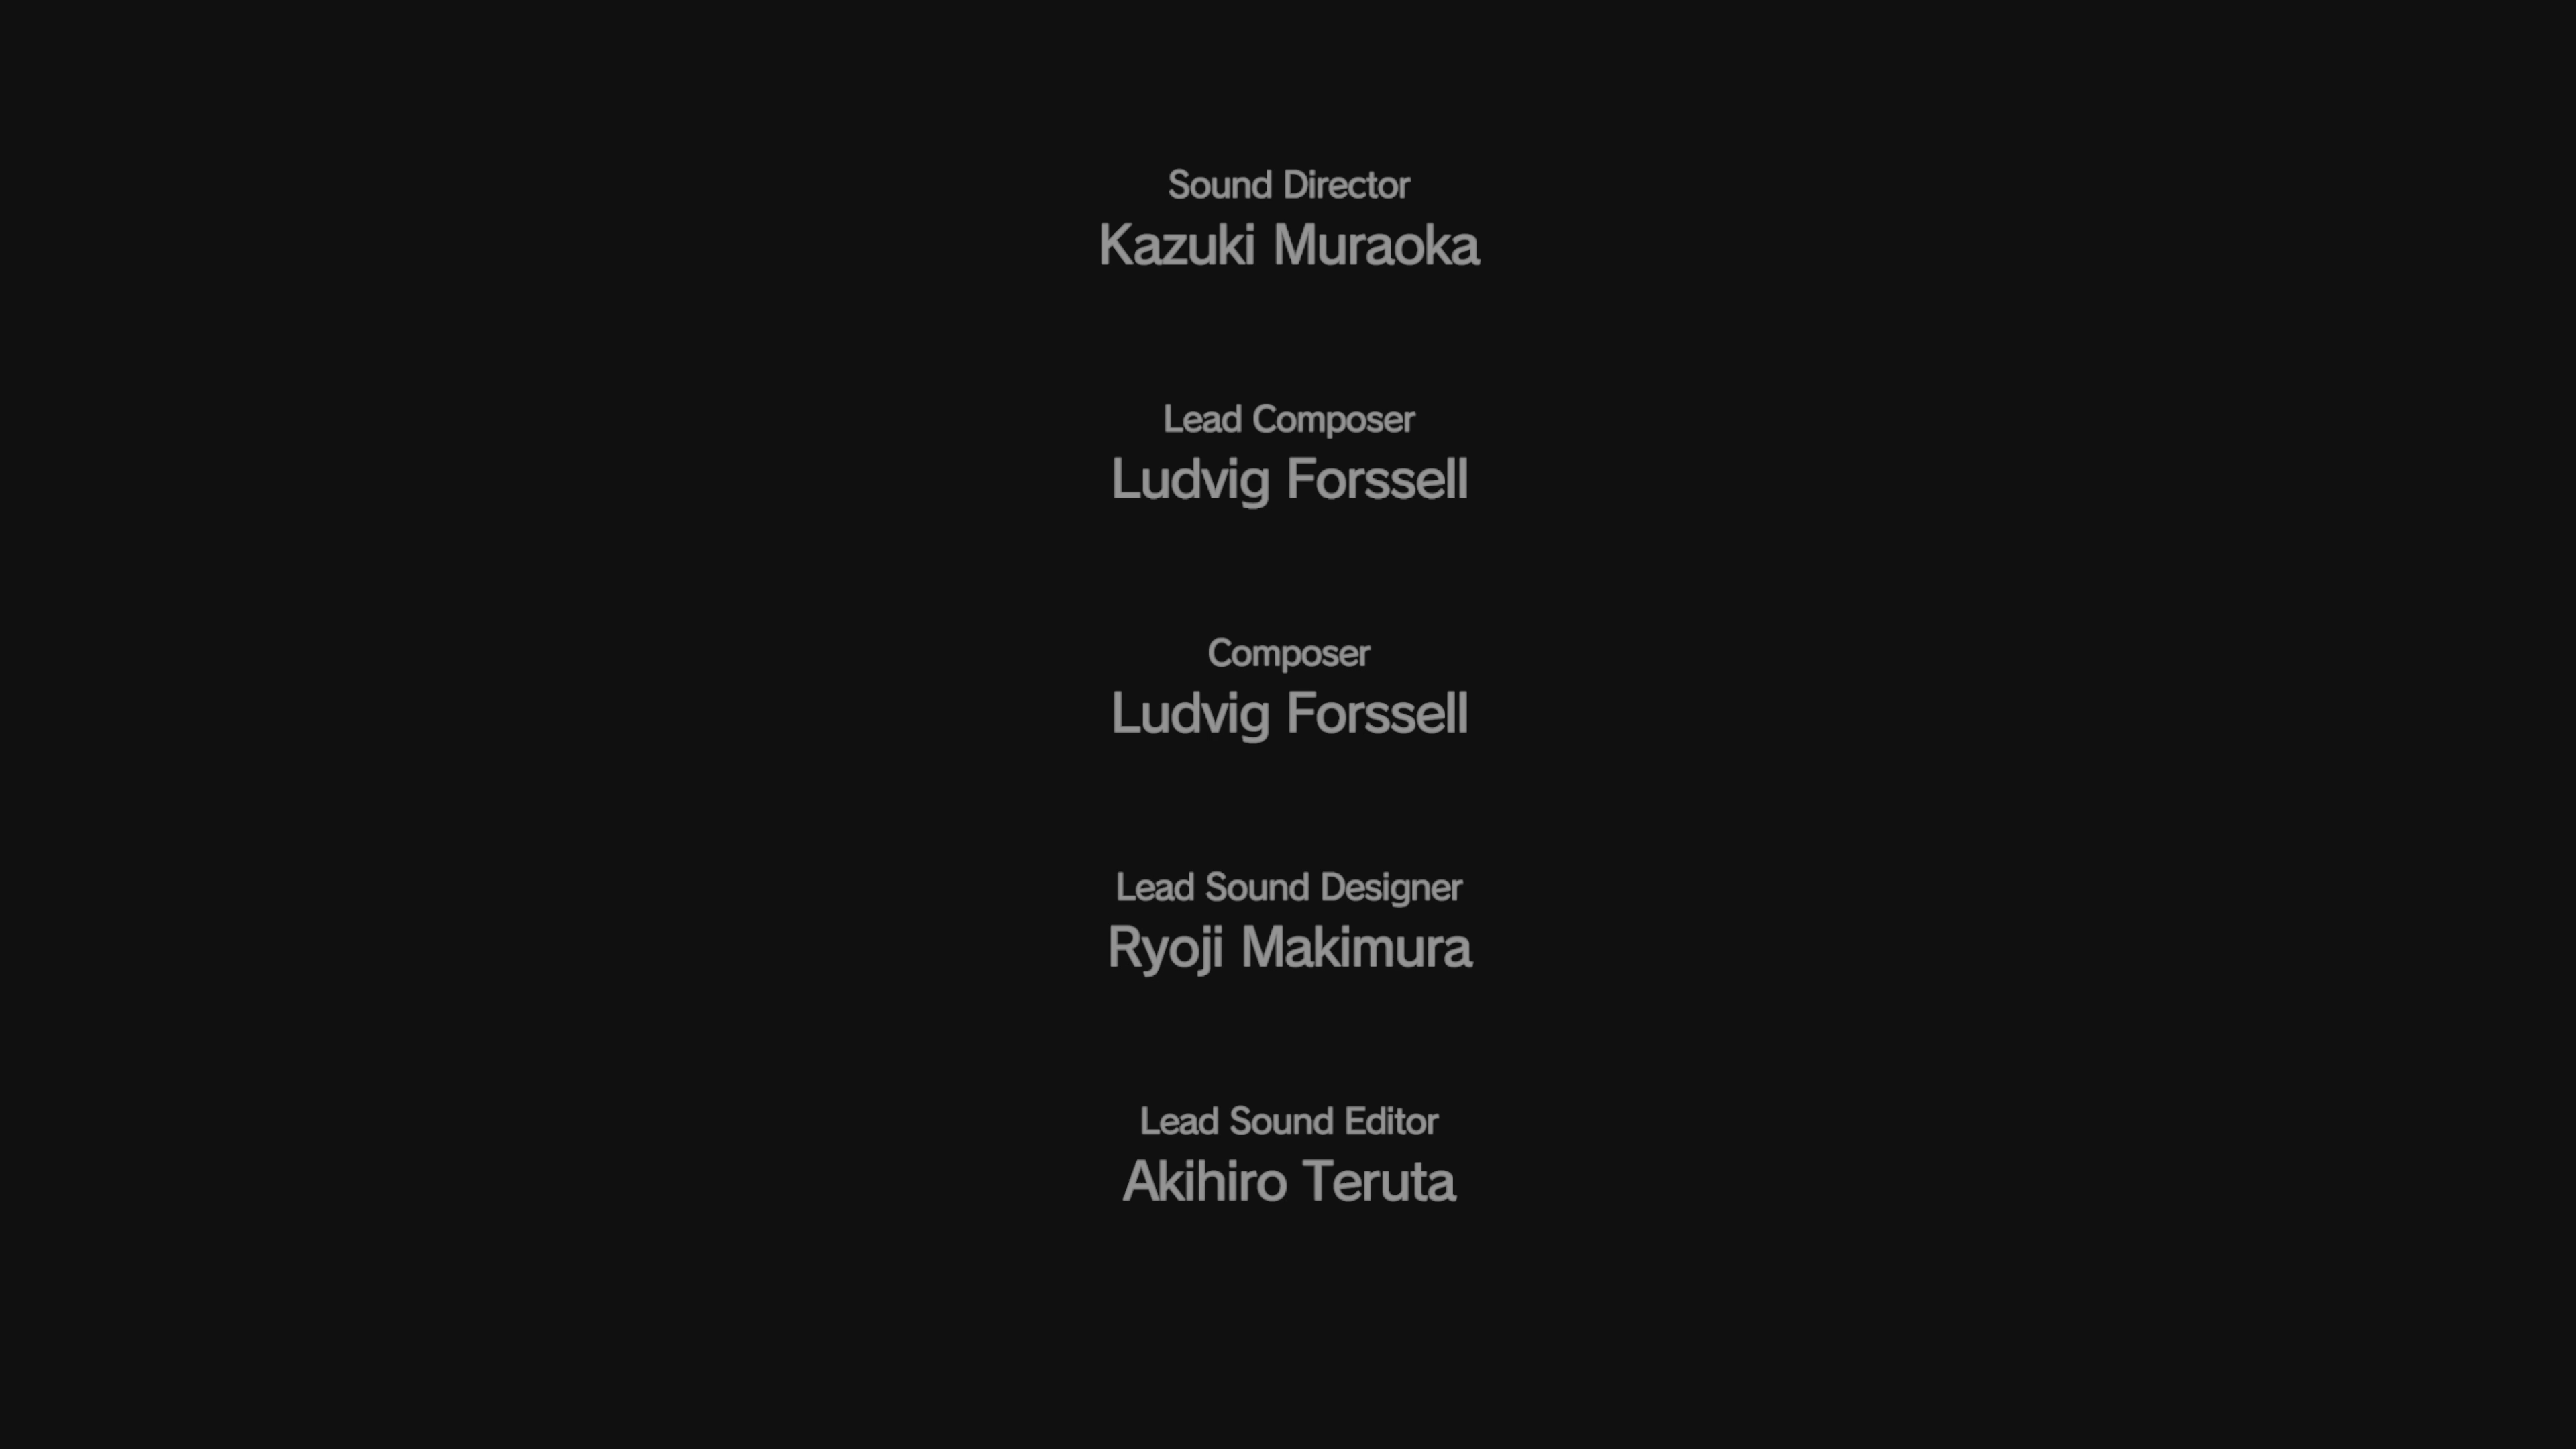 Sound Director
Kazuki Muraoka
Lead Composer
Ludvig Forssell
Composer
Ludvig Forssell
Lead Sound Designer
Ryoji Makimura
Lead Sound Editor
Akihiro Teruta